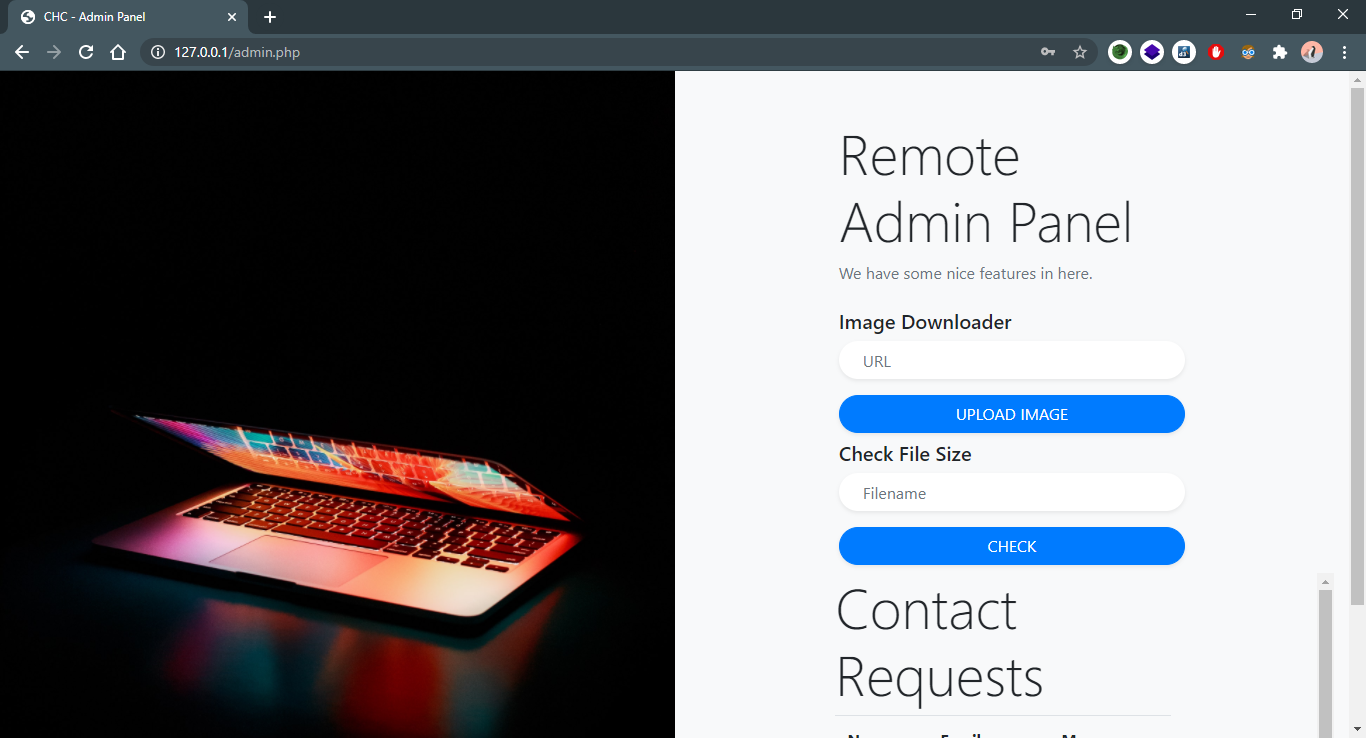 CHC - Admin Panel
127.0.0.1/admin.php
Remote
Admin Panel
We have some nice features in here.
Image Downloader
URL
UPLOAD IMAGE
Check File Size
Filename
CHECK
Contact
Requests